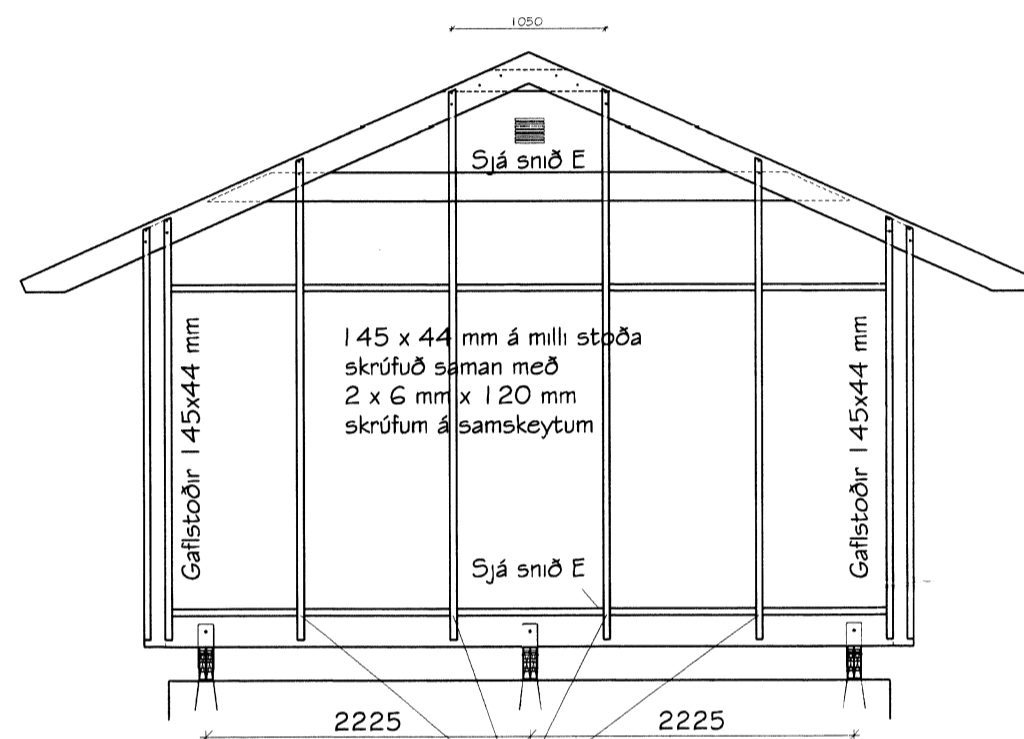 1050
Sjá snið E
145 x 44 mm á milli stoða
skrúfuð saman með
2 x 6 mm x 120 mm
skrúfum á samskeytum
Gaflstoðir 145x44 mm
Gaflstoðir 145x44 mm
Sjá snið E
2225
2225